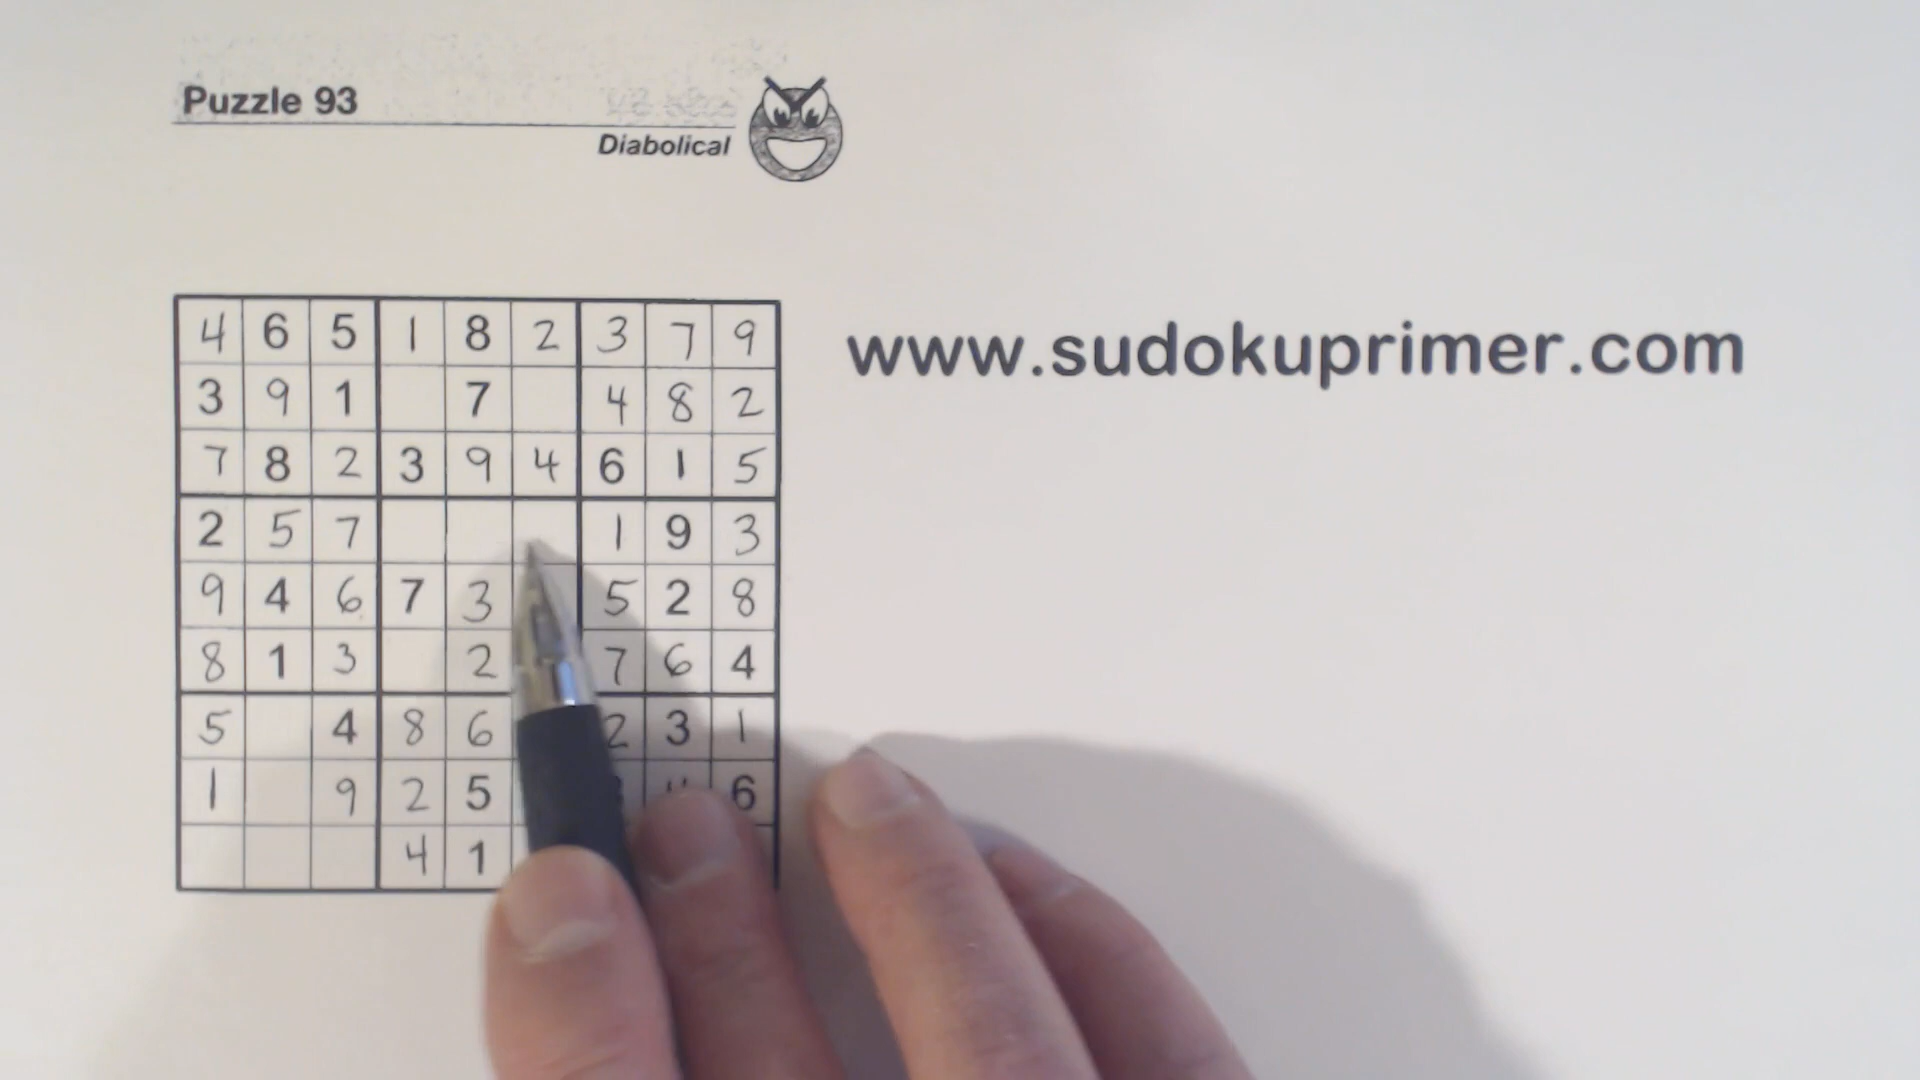 Puzzle 93
Diabolical
www.sudokuprimer.com
4 6 5 1 8 2 3 7 9
3 9 1 7 4 8 2
7 8 2 3 9 4 6 1 5
2 5 7 1 9 3
9 4 6 7 3 5 2 8
8 1 3 2 7 6 4
5 4 8 6 2 3 1
1 9 2 5 6
4 1